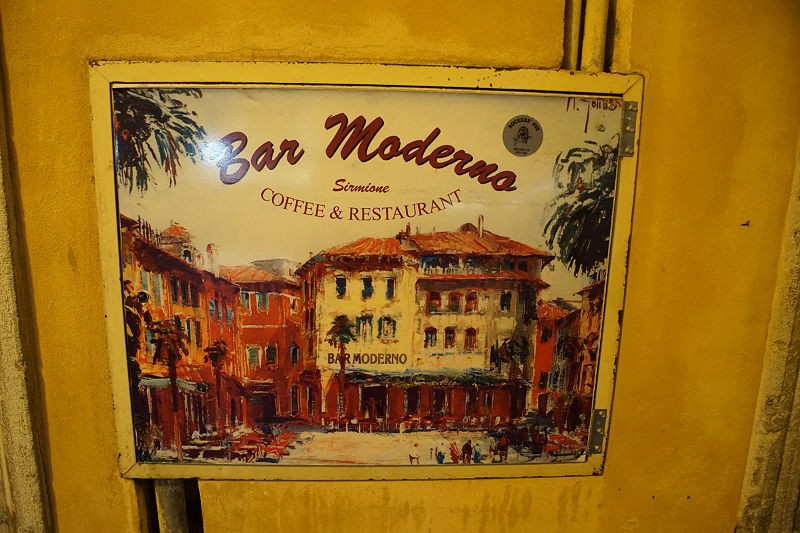 Bar Moderno
Sirmione
COFFEE & RESTAURANT
BAR MODERNO